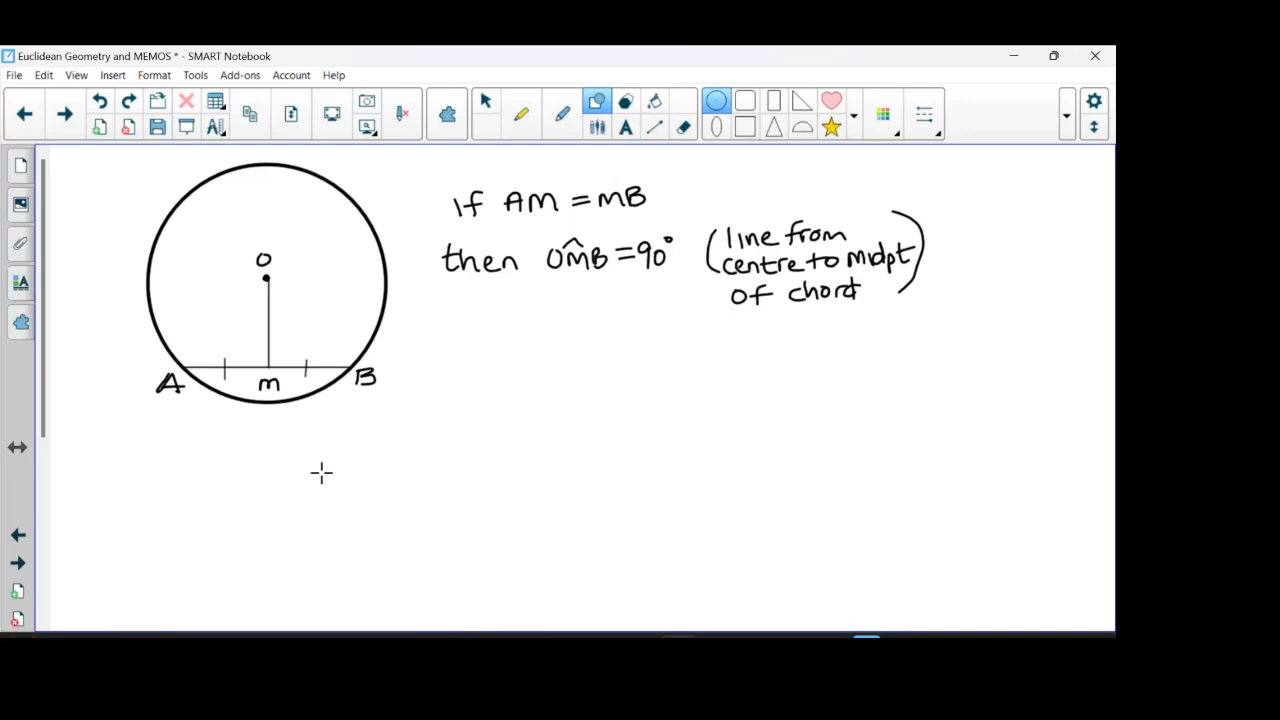 Euclidean Geometry and MEMOS * - SMART Notebook
File Edit View Insert Format Tools Add-ons Account Help
If AM = MB
then OM̂B = 90° (line from
centre to midpt
of chord)
O
A
M
B